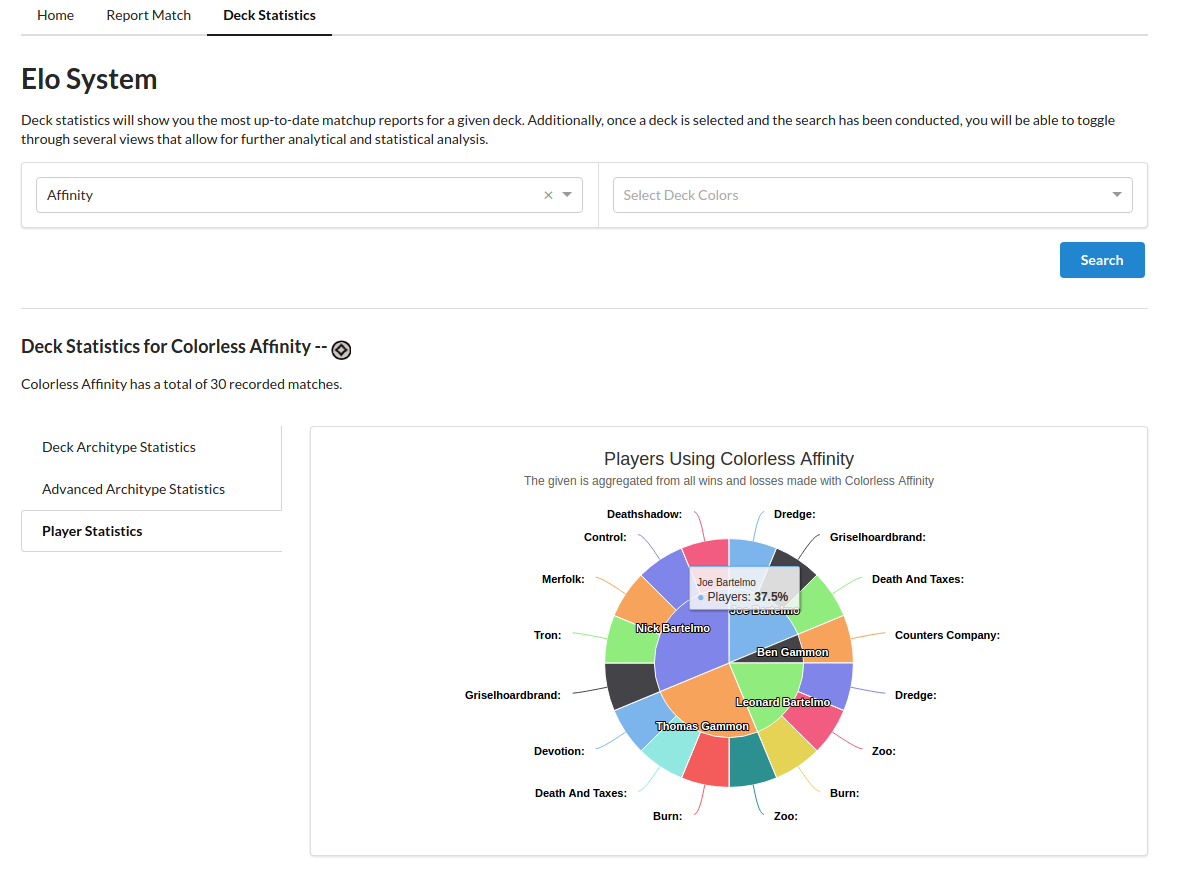 Home Report Match Deck Statistics
Elo System
Deck statistics will show you the most up-to-date matchup reports for a given deck. Additionally, once a deck is selected and the search has been conducted, you will be able to toggle
through several views that allow for further analytical and statistical analysis.
Affinity × Select Deck Colors
Search
Deck Statistics for Colorless Affinity --
Colorless Affinity has a total of 30 recorded matches.
Deck Architype Statistics
Advanced Architype Statistics
Player Statistics
Players Using Colorless Affinity
The given is aggregated from all wins and losses made with Colorless Affinity
Deathshadow: Dredge:
Control: Griselhoardbrand:
Merfolk: Death And Taxes:
Joe Bartelmo
Players: 37.5%
Joe Bartelmo
Nick Bartelmo
Tron: Counters Company:
Ben Gammon
Griselhoardbrand: Dredge:
Leonard Bartelmo
Thomas Gammon
Devotion: Zoo:
Death And Taxes: Burn:
Burn: Zoo: